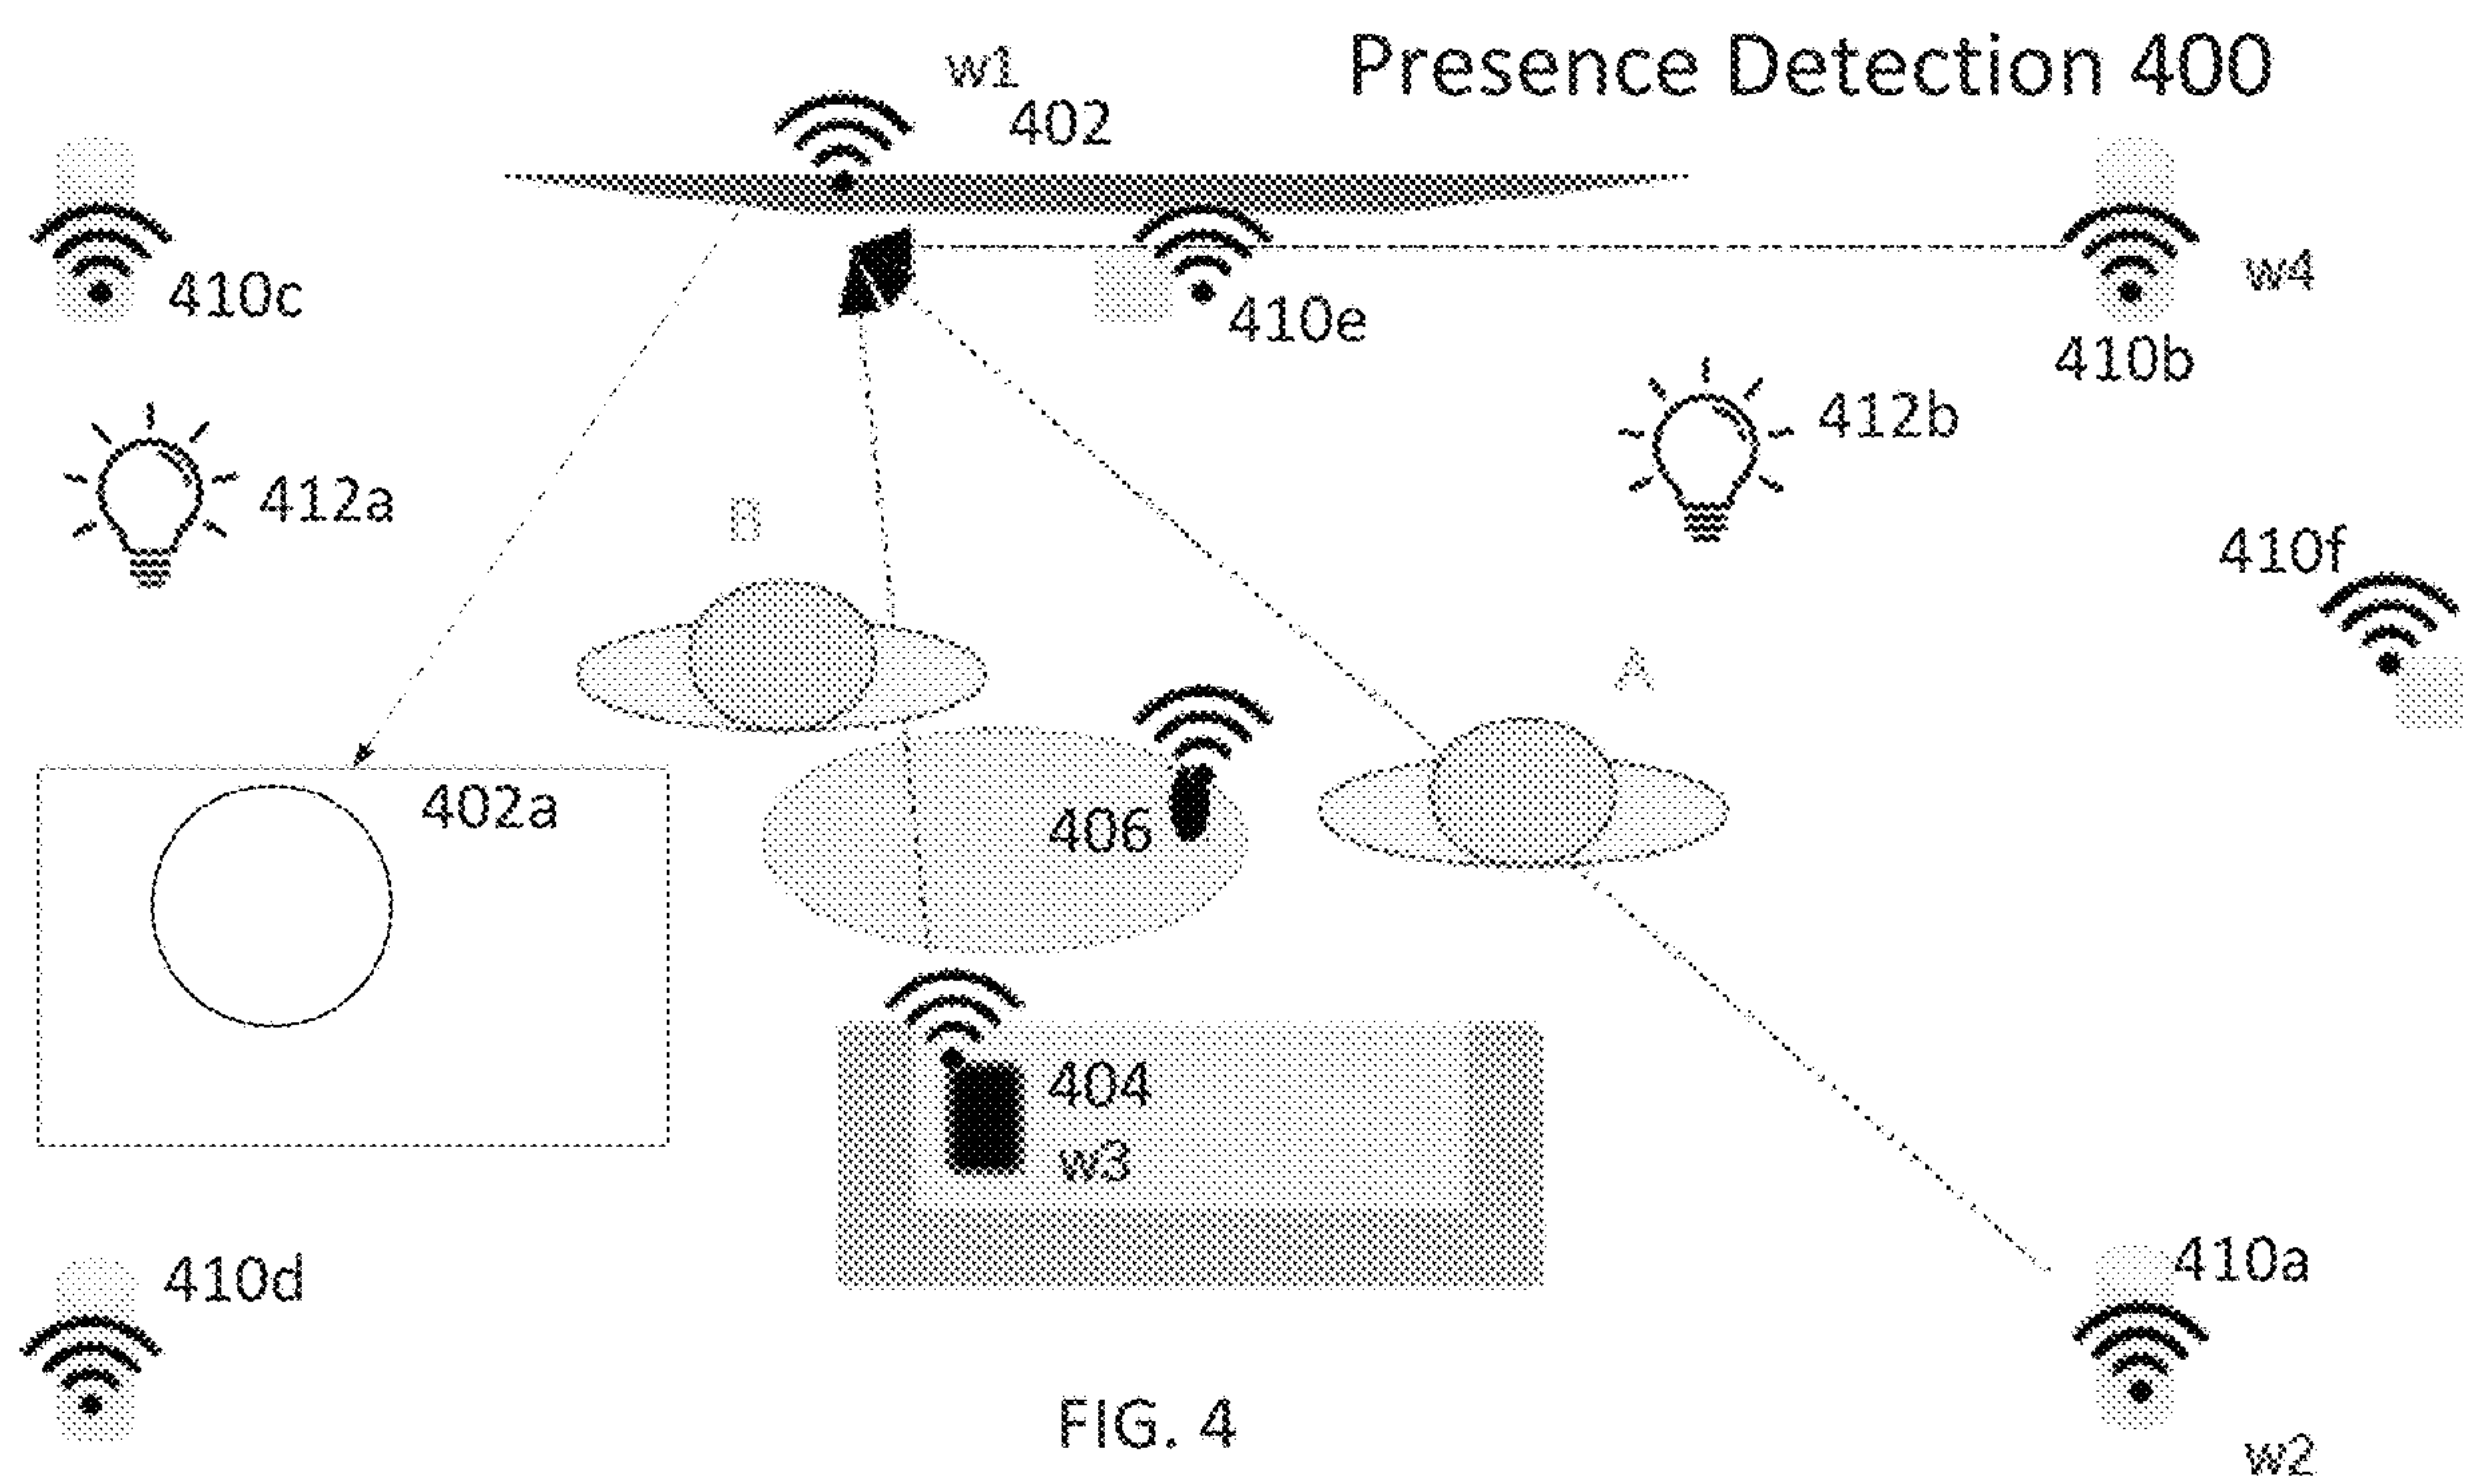 Presence Detection 400
w1
402
410c
410e
w4
410b
412b
412a
B
410f
A
402a
406
404
w3
410d
410a
FIG. 4
w2